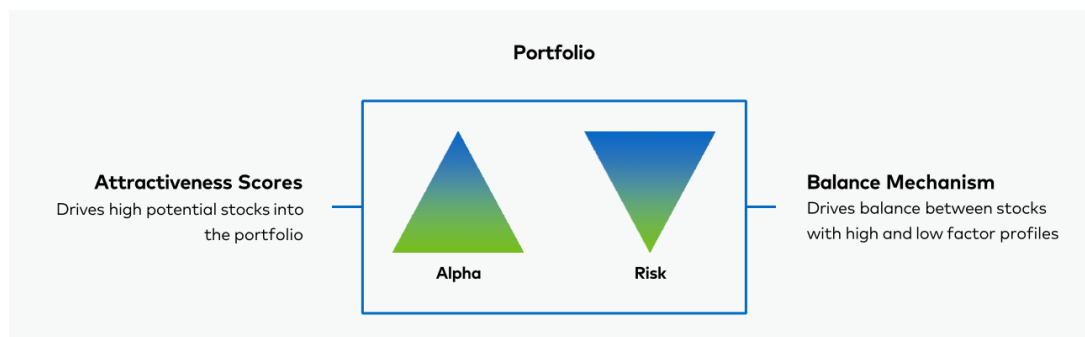 Portfolio
Attractiveness Scores
Drives high potential stocks into
the portfolio
Alpha
Risk
Balance Mechanism
Drives balance between stocks
with high and low factor profiles